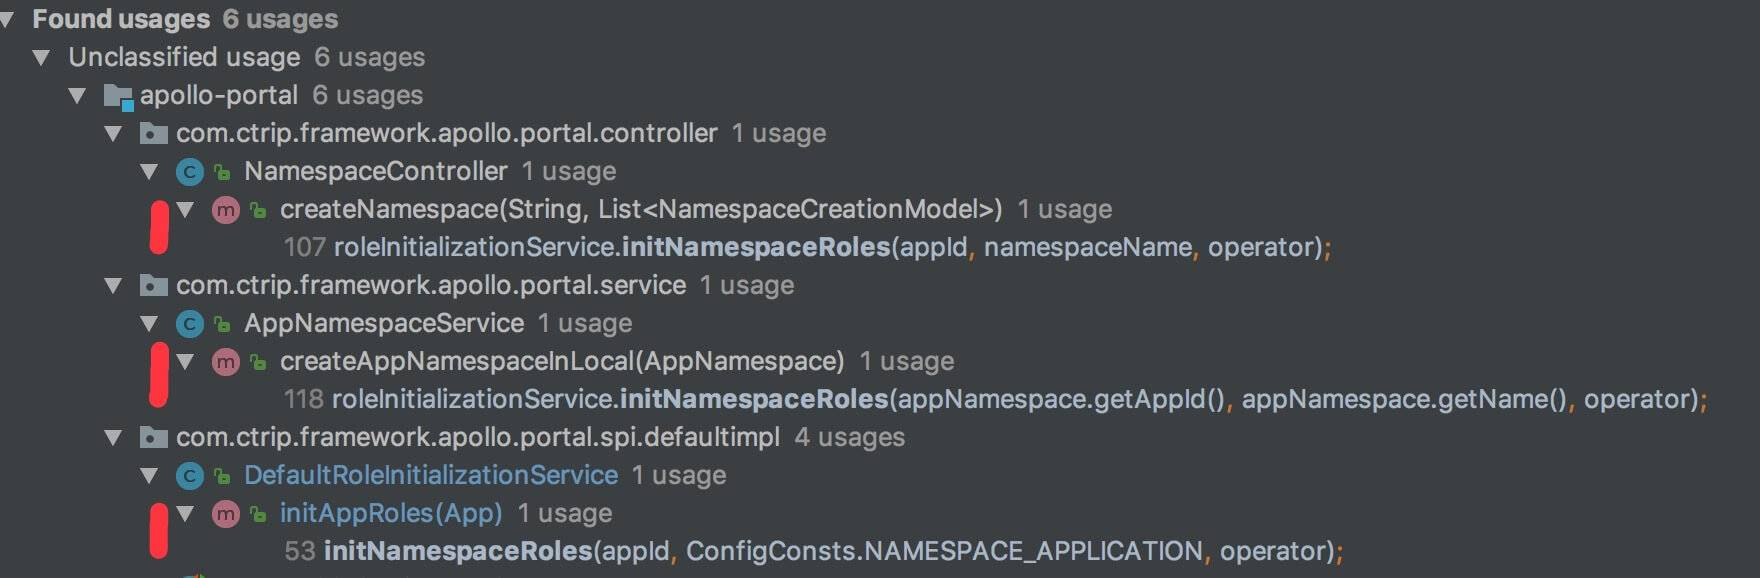 Found usages 6 usages
Unclassified usage 6 usages
apollo-portal 6 usages
com.ctrip.framework.apollo.portal.controller 1 usage
C NamespaceController 1 usage
m createNamespace(String, List<NamespaceCreationModel>) 1 usage
107 roleInitializationService.initNamespaceRoles(appId, namespaceName, operator);
com.ctrip.framework.apollo.portal.service 1 usage
C AppNamespaceService 1 usage
m createAppNamespaceInLocal(AppNamespace) 1 usage
118 roleInitializationService.initNamespaceRoles(appNamespace.getAppId(), appNamespace.getName(), operator);
com.ctrip.framework.apollo.portal.spi.defaultimpl 4 usages
C DefaultRoleInitializationService 1 usage
m initAppRoles(App) 1 usage
53 initNamespaceRoles(appId, ConfigConsts.NAMESPACE_APPLICATION, operator);